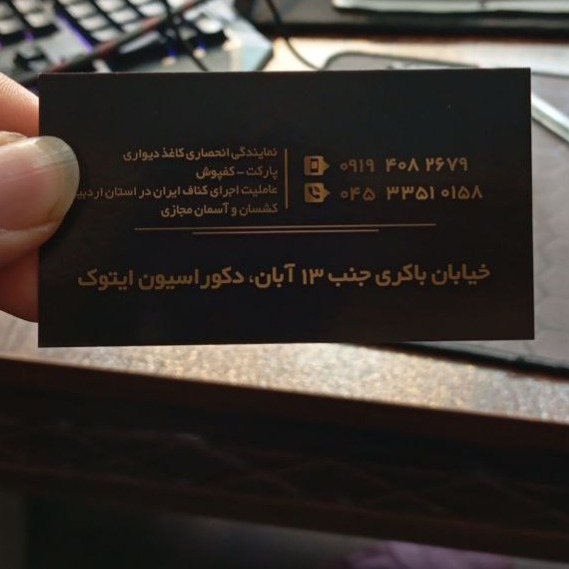 نمایندگی انحصاری کاغذ دیواری
پارکت - کفپوش
عاملیت اجرای کناف ایران در استان
کشسان و آسمان مجازی
۰۹۱۹ ۴۰۸ ۲۶۷۹
۰۴۵ ۳۳۵۱ ۰۱۵۸
خیابان باکری جنب ۱۳ آبان، دکوراسیون ایتوک